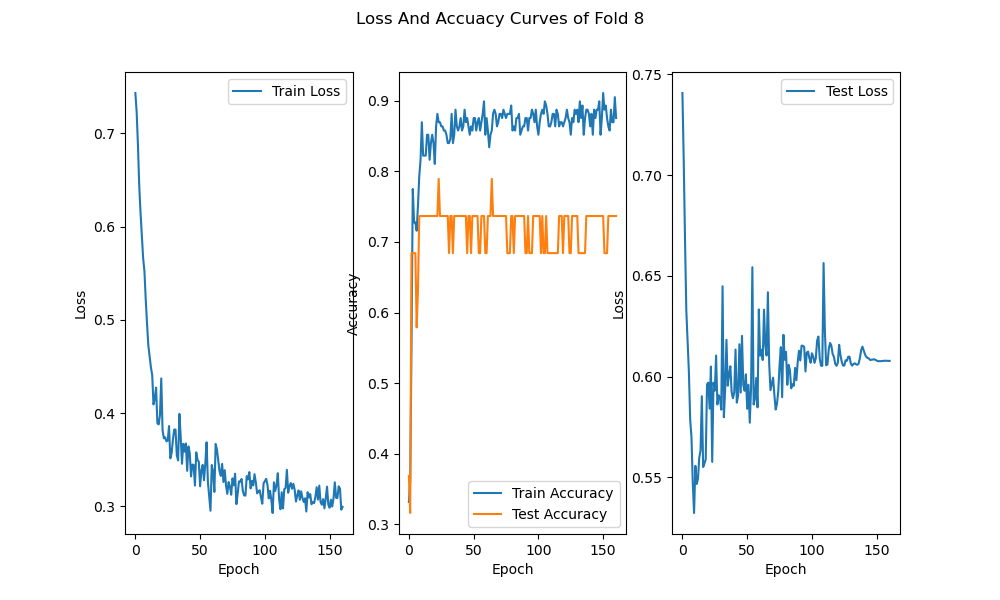 Loss And Accuacy Curves of Fold 8
Train Loss
0.7
0.6
0.5
0.4
0.3
Loss
0
50
100
150
Epoch
0.9
0.8
0.7
0.6
0.5
0.4
0.3
Accuracy
Train Accuracy
Test Accuracy
0
50
100
150
Epoch
Test Loss
0.75
0.70
0.65
0.60
0.55
Loss
0
50
100
150
Epoch